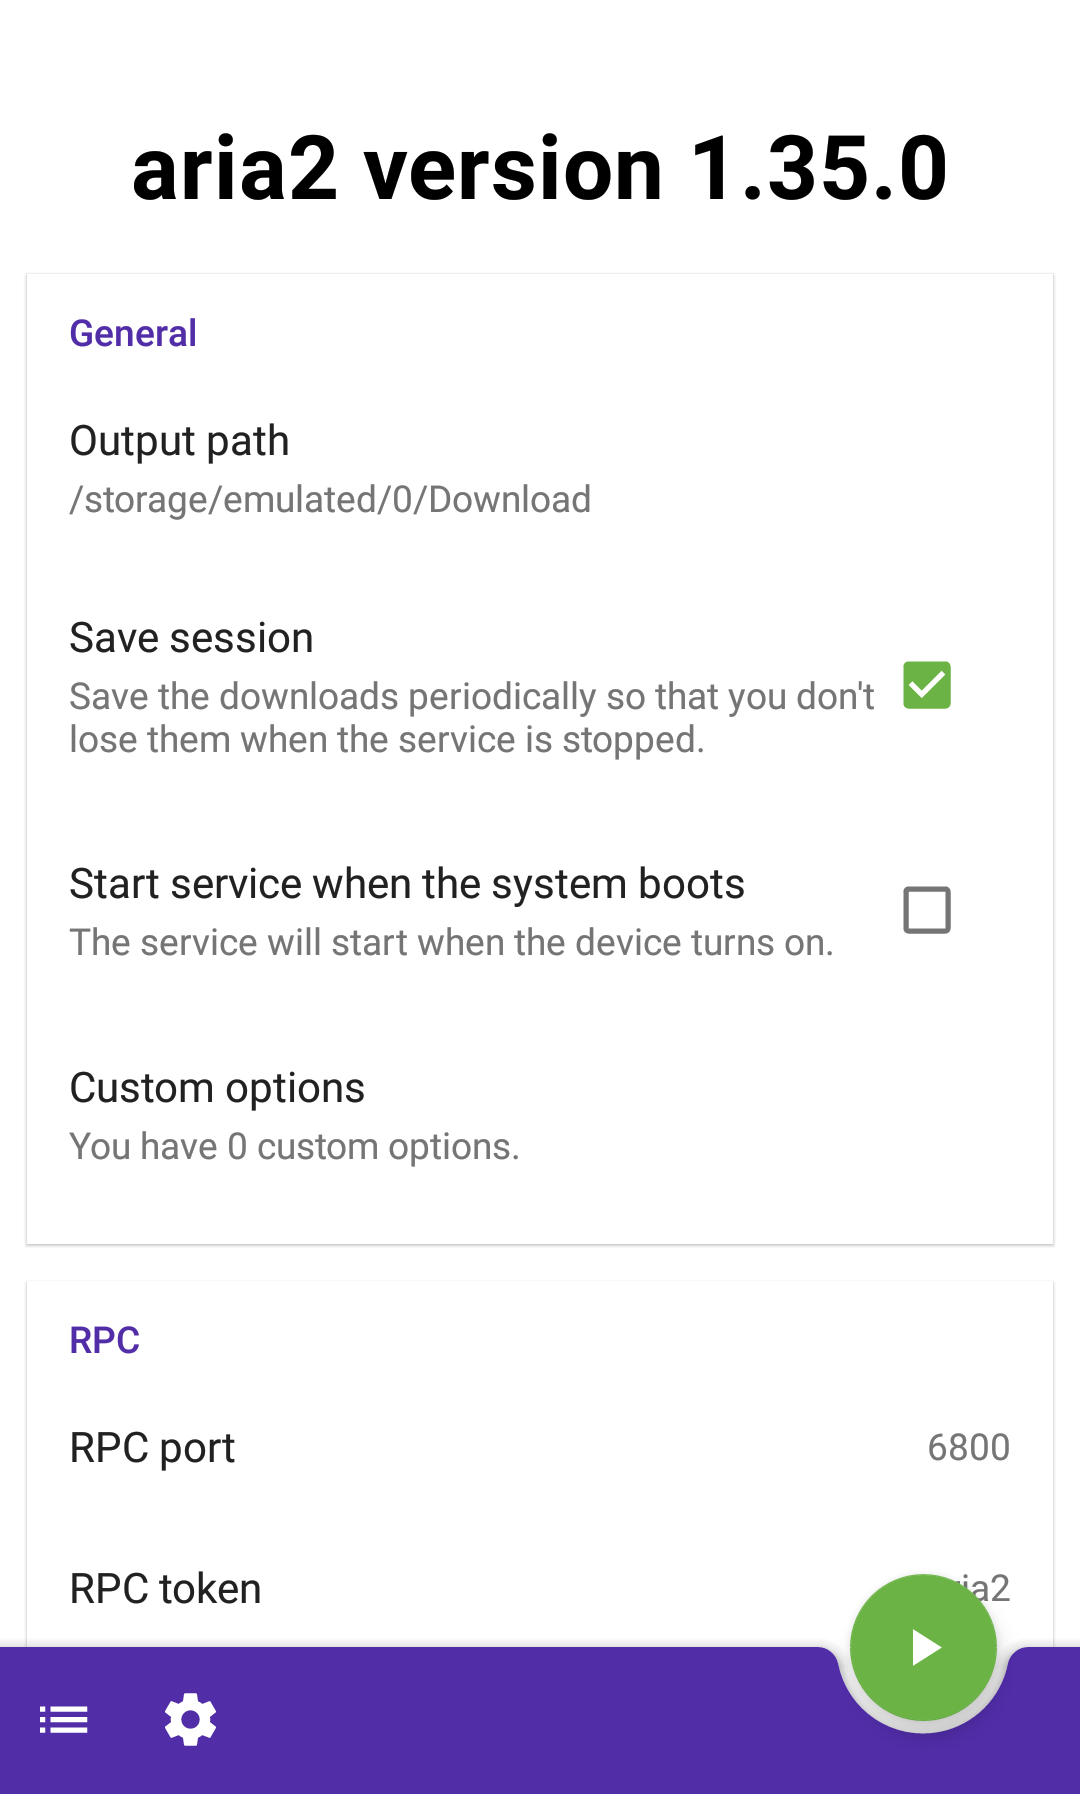 aria2 version 1.35.0
General
Output path
/storage/emulated/0/Download
Save session
Save the downloads periodically so that you don't
lose them when the service is stopped.
Start service when the system boots
The service will start when the device turns on.
Custom options
You have 0 custom options.
RPC
RPC port
6800
RPC token